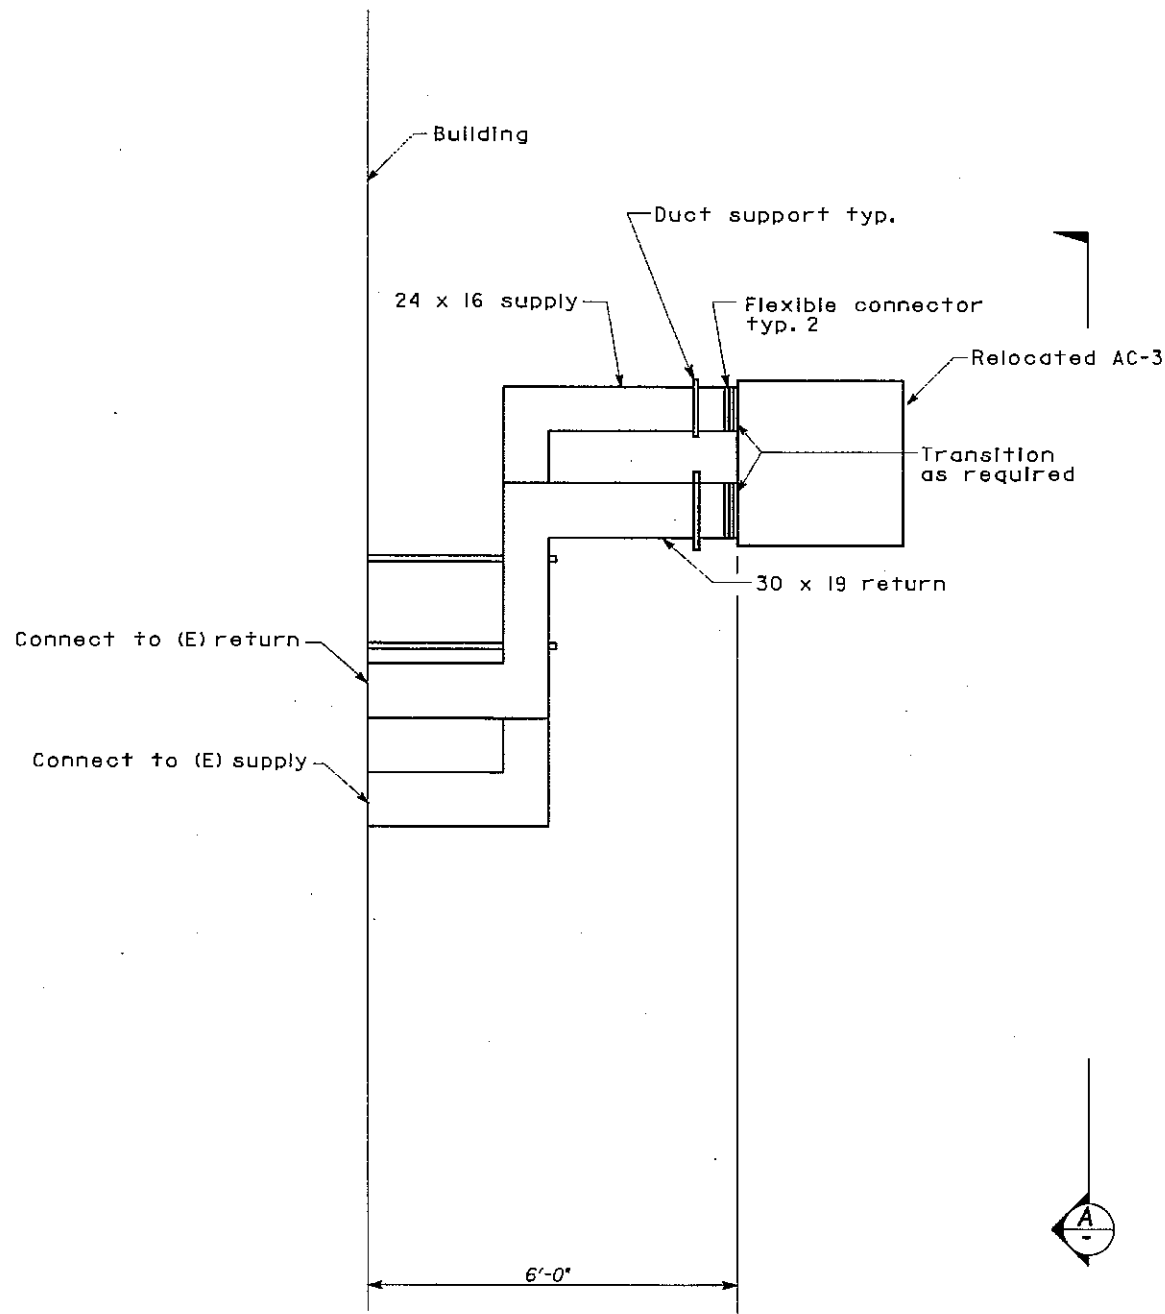 Building
Duct support typ.
24 x 16 supply
Flexible connector
typ. 2
Relocated AC-3
Transition
as required
30 x 19 return
Connect to (E) return
Connect to (E) supply
A
-
6'-0"